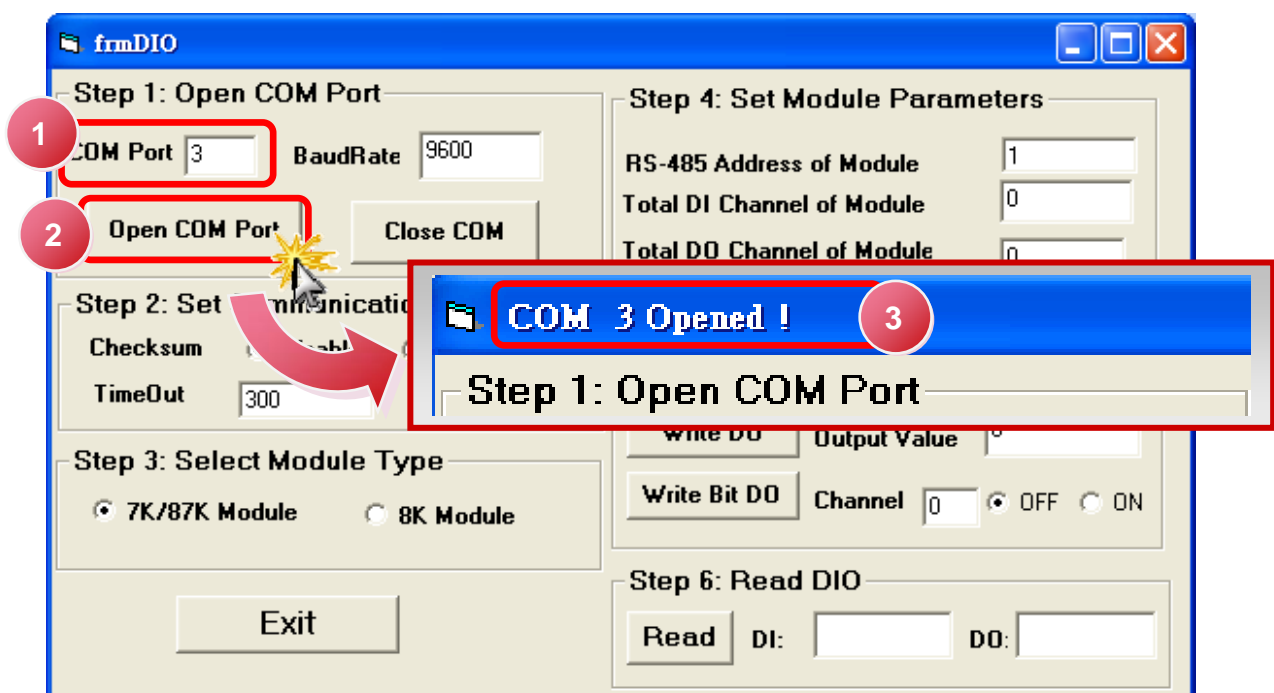 frmDIO
Step 1: Open COM Port
1
COM Port 3 BaudRate 9600
2
Open COM Port Close COM
Step 2: Set
Checksum
TimeOut 300
Step 3: Select Module Type
7K/87K Module 8K Module
Exit
Step 4: Set Module Parameters
RS-485 Address of Module 1
Total DI Channel of Module 0
Total DO Channel of Module 0
COM 3 Opened !
3
Step 1: Open COM Port
Write DO Output Value 0
Write Bit DO Channel 0 OFF ON
Step 6: Read DIO
Read DI: DO: